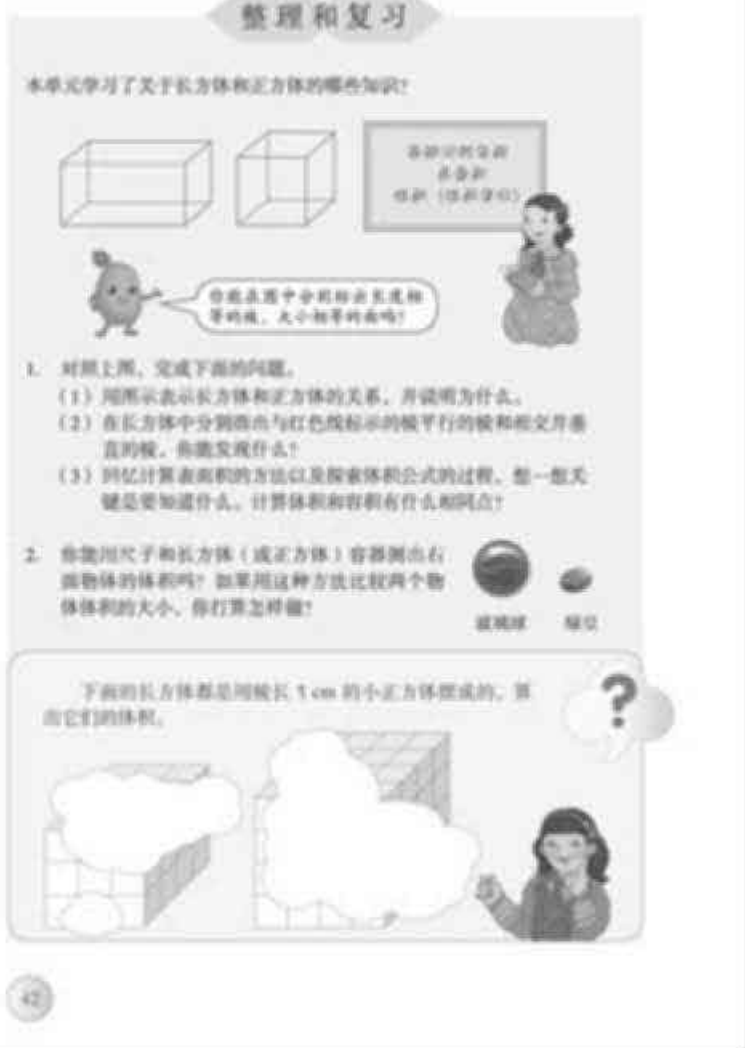 整理和复习
本单元学习了关于长方体和正方体的哪些知识?
表面积
体积
你能在图中分别标出长度相
等的棱、大小相等的面吗?
1. 对照上图,完成下面的问题。
(1)用图示表示长方体和正方体的关系,并说明为什么。
(2)在长方体中分别指出与红色线标示的棱平行的棱和相交并垂
直的棱。你能发现什么?
(3)回忆计算表面积的方法以及探索体积公式的过程,想一想关
键是要知道什么。计算体积和容积有什么相同点?
2. 你能用尺子和长方体(或正方体)容器测出右
面物体的体积吗?如果用这种方法比较两个物
体体积的大小,你打算怎样做?
玻璃球 绿豆
下面的长方体都是用棱长 1 cm 的小正方体摆成的,算
出它们的体积。
?
42